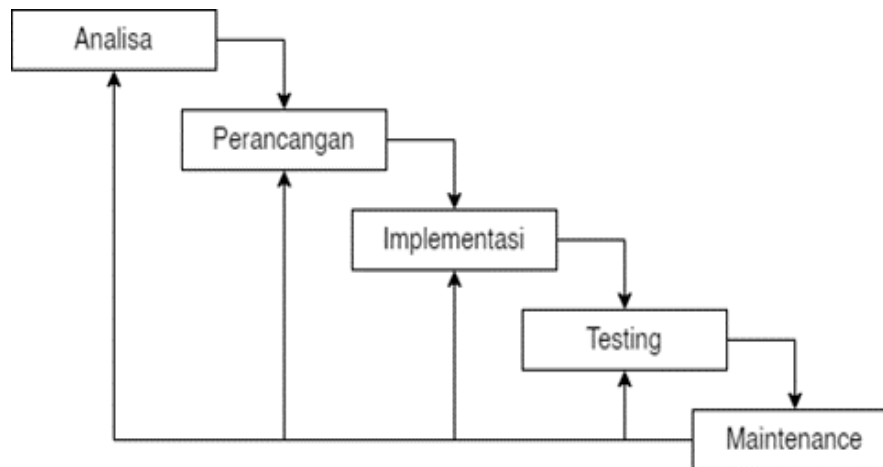 Analisa
Perancangan
Implementasi
Testing
Maintenance